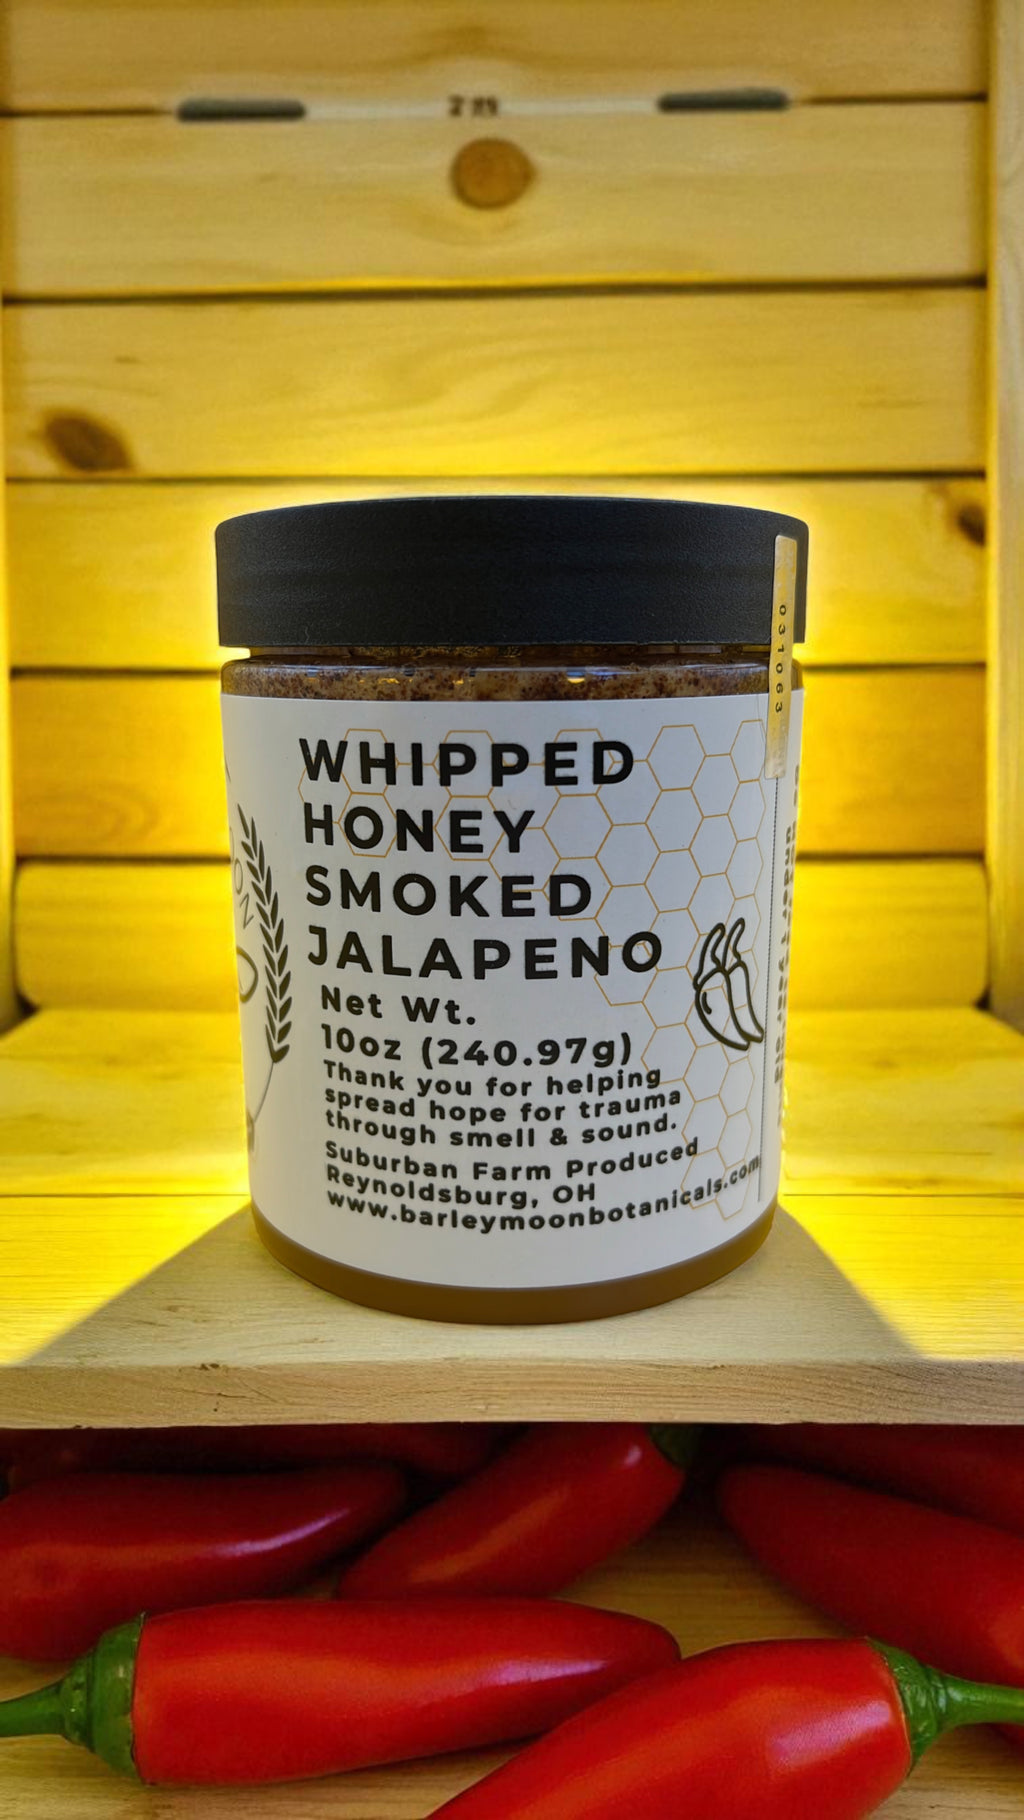 WHIPPED
HONEY
SMOKED
JALAPENO
Net Wt.
10oz (240.97g)
Thank you for helping
spread hope for trauma
through smell & sound.
Suburban Farm Produced
Reynoldsburg, OH
www.barleymoonbotanicals.com
031063